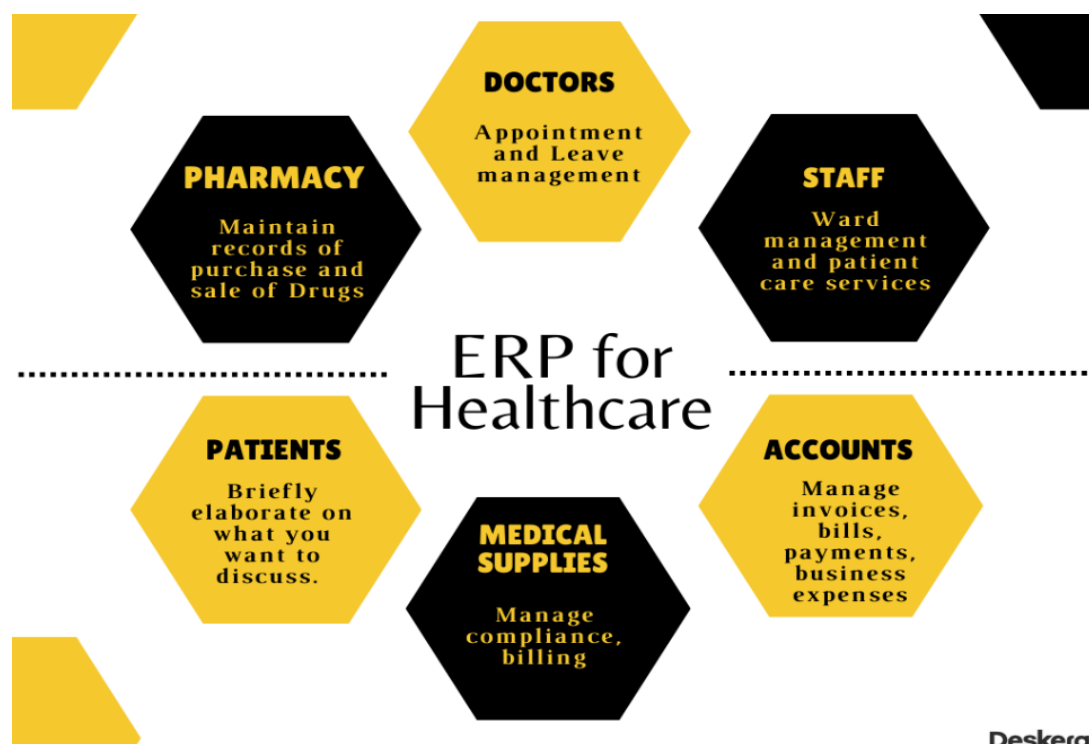 DOCTORS
Appointment
and Leave
management
PHARMACY
Maintain
records of
purchase and
sale of Drugs
STAFF
Ward
management
and patient
care services
ERP for
Healthcare
PATIENTS
Briefly
elaborate on
what you
want to
discuss.
MEDICAL
SUPPLIES
Manage
compliance,
billing
ACCOUNTS
Manage
invoices,
bills,
payments,
business
expenses
Deskera